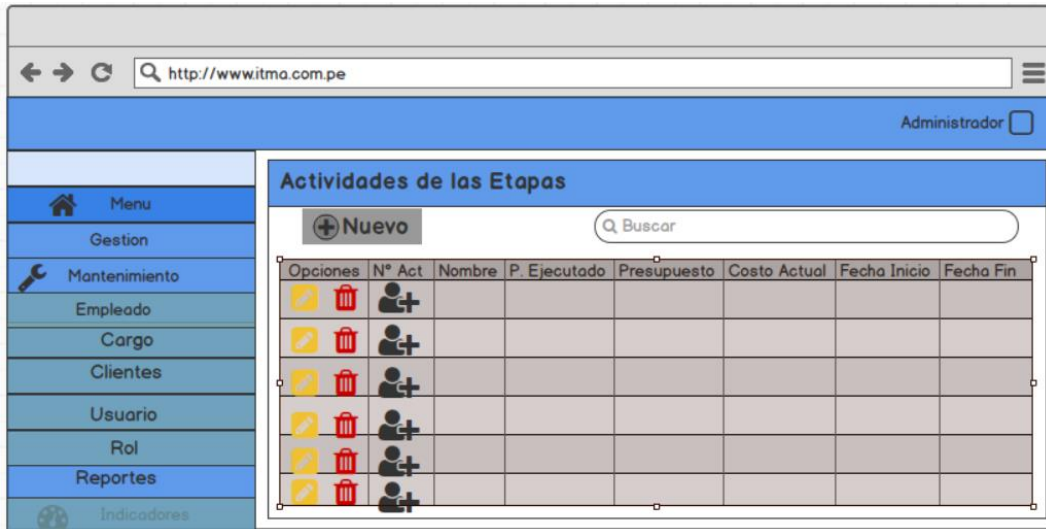 http://www.itma.com.pe
Administrador
Menu
Gestion
Mantenimiento
Empleado
Cargo
Clientes
Usuario
Rol
Reportes
Indicadores
Actividades de las Etapas
Nuevo
Buscar
Opciones N° Act Nombre P. Ejecutado Presupuesto Costo Actual Fecha Inicio Fecha Fin